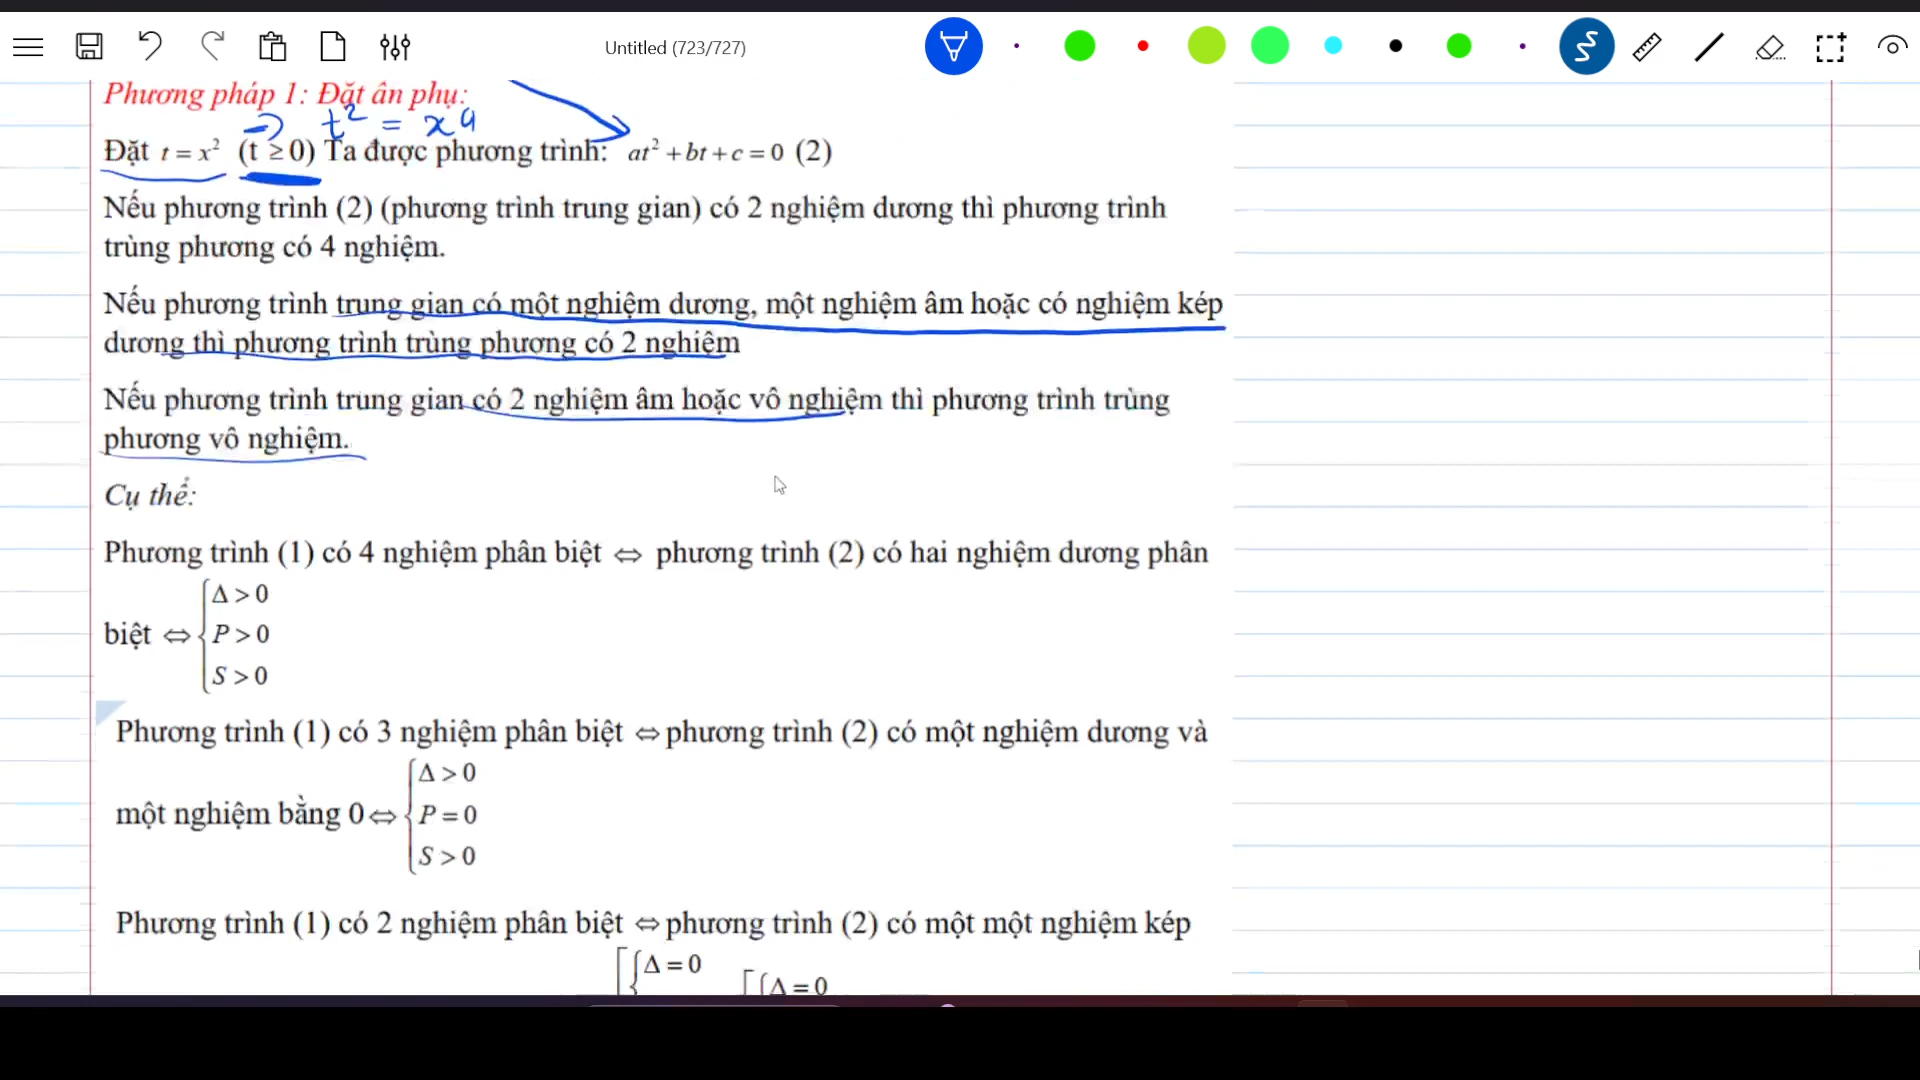 Untitled (723/727)
Phương pháp 1: Đặt ân phụ:
⇒ t² = x⁴
Đặt t = x² (t ≥ 0) Ta được phương trình: at² + bt + c = 0 (2)
Nếu phương trình (2) (phương trình trung gian) có 2 nghiệm dương thì phương trình
trùng phương có 4 nghiệm.
Nếu phương trình trung gian có một nghiệm dương, một nghiệm âm hoặc có nghiệm kép
dương thì phương trình trùng phương có 2 nghiệm
Nếu phương trình trung gian có 2 nghiệm âm hoặc vô nghiệm thì phương trình trùng
phương vô nghiệm.
Cụ thể:
Phương trình (1) có 4 nghiệm phân biệt ⇔ phương trình (2) có hai nghiệm dương phân
Δ > 0
biệt ⇔ { P > 0
S > 0
Phương trình (1) có 3 nghiệm phân biệt ⇔ phương trình (2) có một nghiệm dương và
Δ > 0
một nghiệm bằng 0 ⇔ { P = 0
S > 0
Phương trình (1) có 2 nghiệm phân biệt ⇔ phương trình (2) có một một nghiệm kép
[ { Δ = 0 [ { Δ = 0